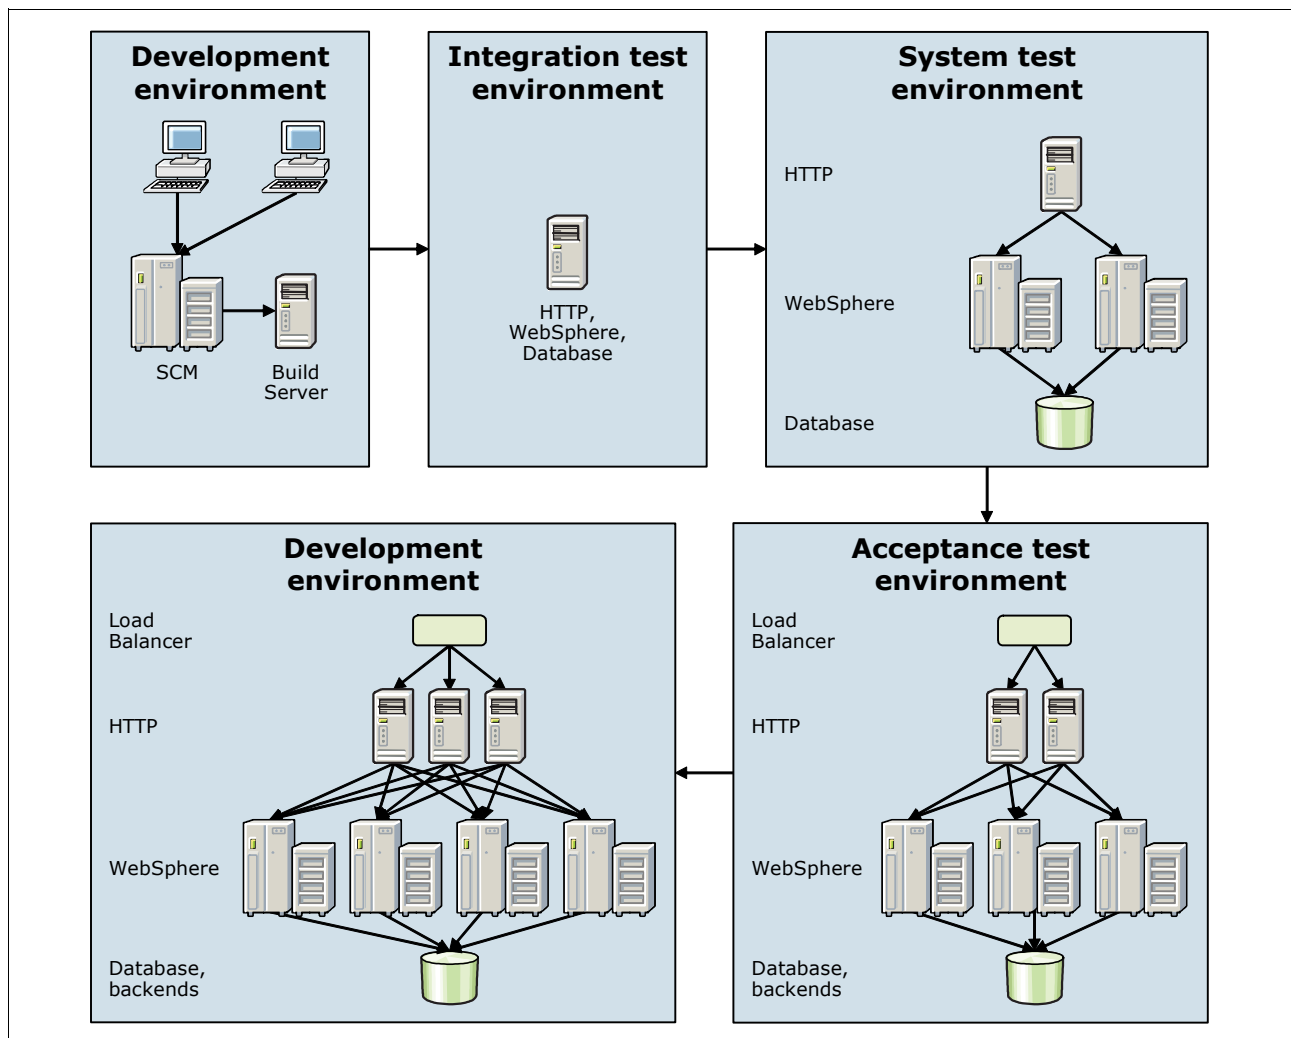 Development
environment
SCM
Build
Server
Integration test
environment
HTTP,
WebSphere,
Database
System test
environment
HTTP
WebSphere
Database
Development
environment
Load
Balancer
HTTP
WebSphere
Database,
backends
Acceptance test
environment
Load
Balancer
HTTP
WebSphere
Database,
backends